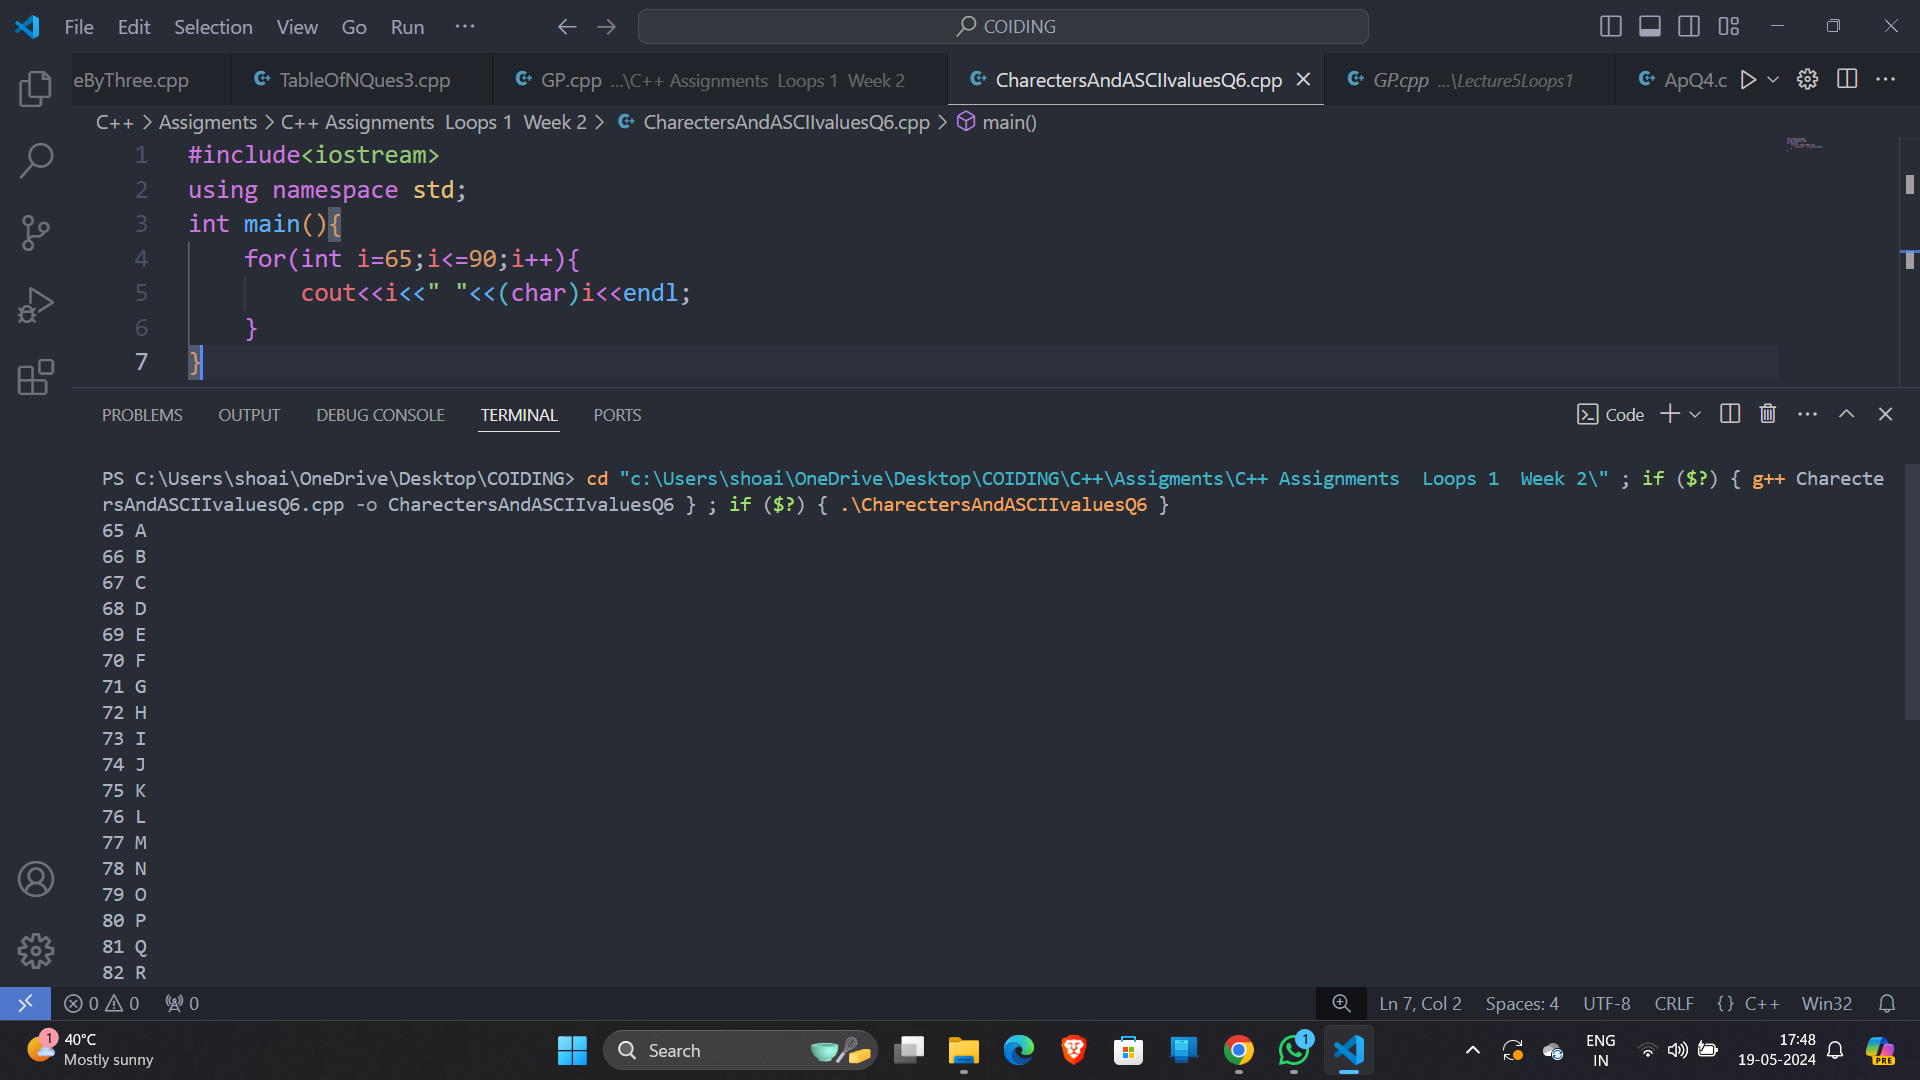 File Edit Selection View Go Run ··· COIDING
eByThree.cpp TableOfNQues3.cpp GP.cpp ...\C++ Assignments Loops 1 Week 2 CharectersAndASCIIvaluesQ6.cpp GP.cpp ...\Lecture5Loops1 ApQ4.c
C++ > Assigments > C++ Assignments Loops 1 Week 2 > CharectersAndASCIIvaluesQ6.cpp > main()
1 #include<iostream>
2 using namespace std;
3 int main(){
4 for(int i=65;i<=90;i++){
5 cout<<i<<" "<<(char)i<<endl;
6 }
7 }
PROBLEMS OUTPUT DEBUG CONSOLE TERMINAL PORTS Code
PS C:\Users\shoai\OneDrive\Desktop\COIDING> cd "c:\Users\shoai\OneDrive\Desktop\COIDING\C++\Assigments\C++ Assignments  Loops 1  Week 2\" ; if ($?) { g++ Charecte
rsAndASCIIvaluesQ6.cpp -o CharectersAndASCIIvaluesQ6 } ; if ($?) { .\CharectersAndASCIIvaluesQ6 }
65 A
66 B
67 C
68 D
69 E
70 F
71 G
72 H
73 I
74 J
75 K
76 L
77 M
78 N
79 O
80 P
81 Q
82 R
0 0 0 Ln 7, Col 2 Spaces: 4 UTF-8 CRLF {} C++ Win32
1 40°C
Mostly sunny
Search
1
ENG
IN
17:48
19-05-2024
PRE